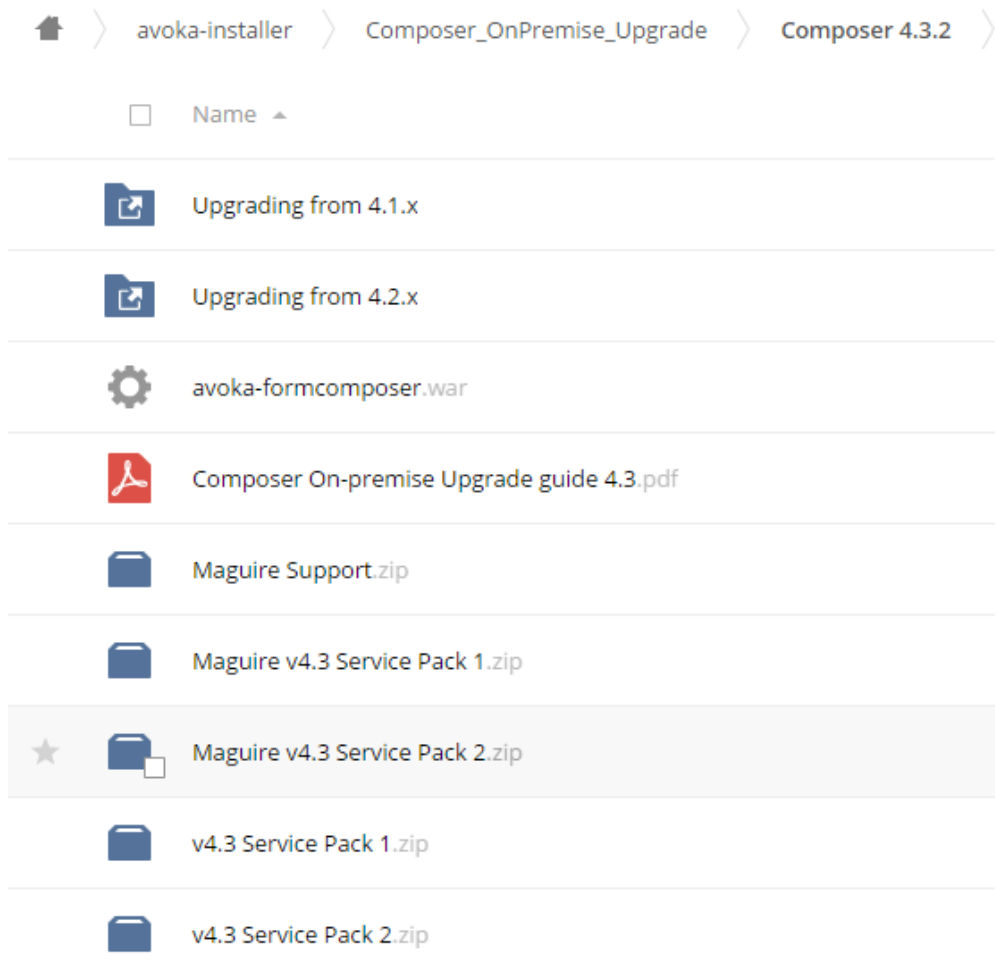 avoka-installer Composer_OnPremise_Upgrade Composer 4.3.2
Name
Upgrading from 4.1.x
Upgrading from 4.2.x
avoka-formcomposer.war
Composer On-premise Upgrade guide 4.3.pdf
Maguire Support.zip
Maguire v4.3 Service Pack 1.zip
Maguire v4.3 Service Pack 2.zip
v4.3 Service Pack 1.zip
v4.3 Service Pack 2.zip